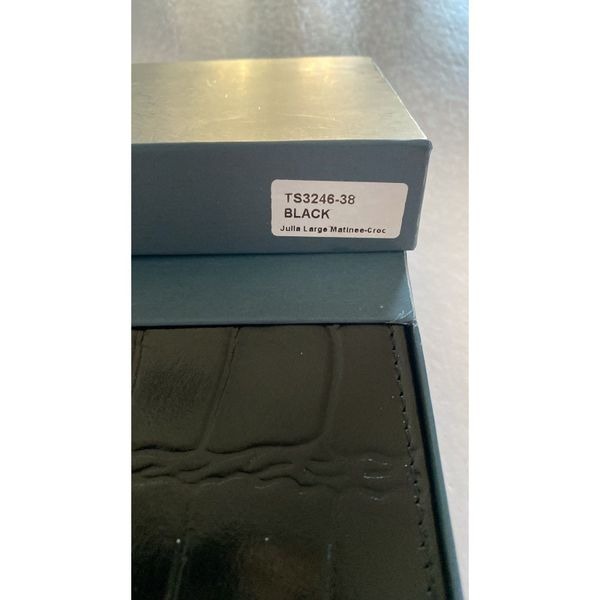 TS3246-38
BLACK
Julia Large Matinee-Croc